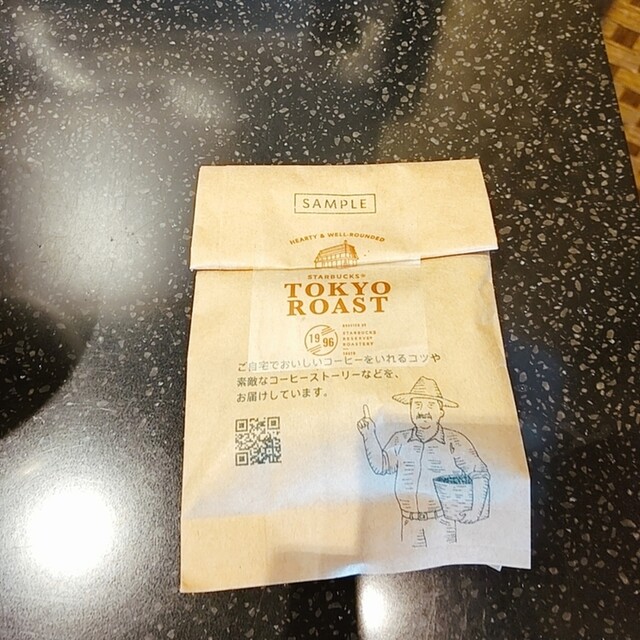 SAMPLE
HEARTY & WELL-ROUNDED
STARBUCKS®
TOKYO
ROAST
1996
ROASTED AT
STARBUCKS
RESERVE®
ROASTERY
TOKYO
ご自宅でおいしいコーヒーをいれるコツや
素敵なコーヒーストーリーなどを、
お届けしています。